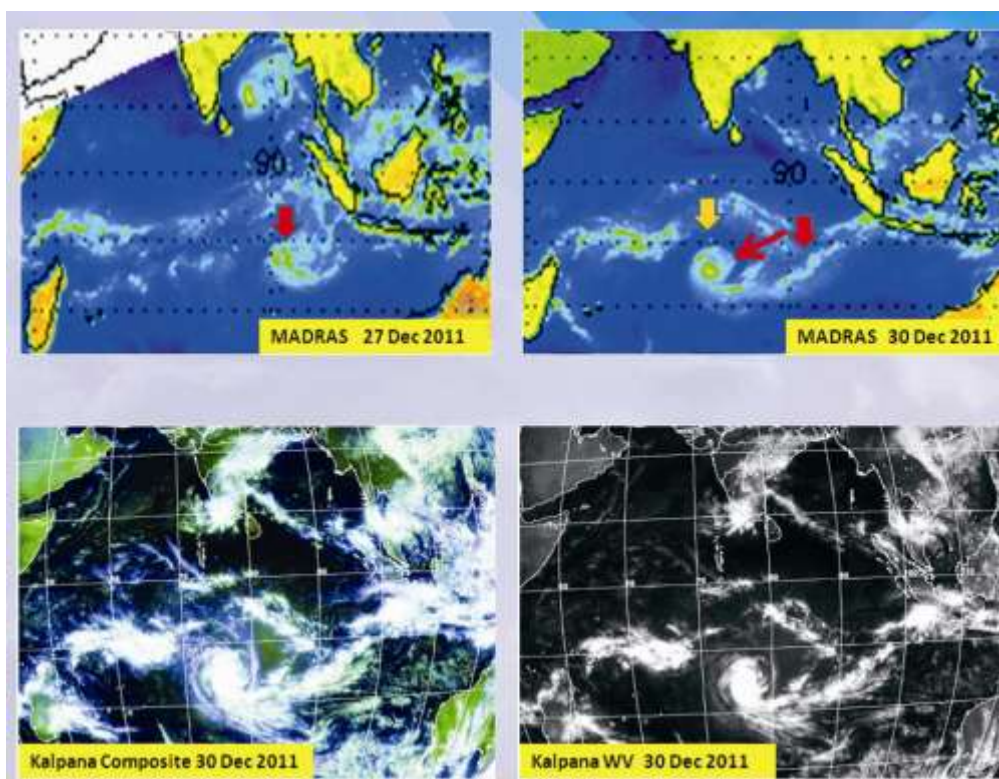 90
MADRAS 27 Dec 2011
90
MADRAS 30 Dec 2011
Kalpana Composite 30 Dec 2011
Kalpana WV 30 Dec 2011